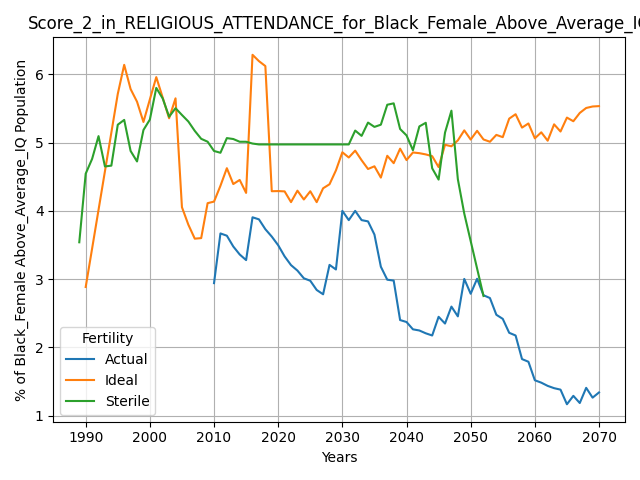 Score_2_in_RELIGIOUS_ATTENDANCE_for_Black_Female_Above_Average_IQ
% of Black_Female Above_Average_IQ Population
6
5
4
3
2
1
Fertility
Actual
Ideal
Sterile
1990 2000 2010 2020 2030 2040 2050 2060 2070
Years